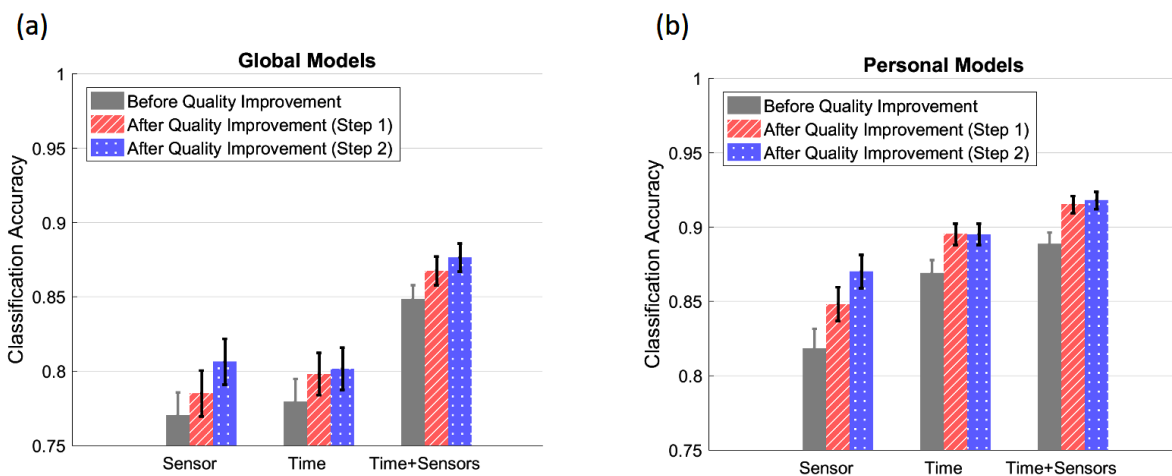 (a)
Global Models
Before Quality Improvement
After Quality Improvement (Step 1)
After Quality Improvement (Step 2)
Classification Accuracy
1
0.95
0.9
0.85
0.8
0.75
Sensor
Time
Time+Sensors
(b)
Personal Models
Before Quality Improvement
After Quality Improvement (Step 1)
After Quality Improvement (Step 2)
Classification Accuracy
1
0.95
0.9
0.85
0.8
0.75
Sensor
Time
Time+Sensors